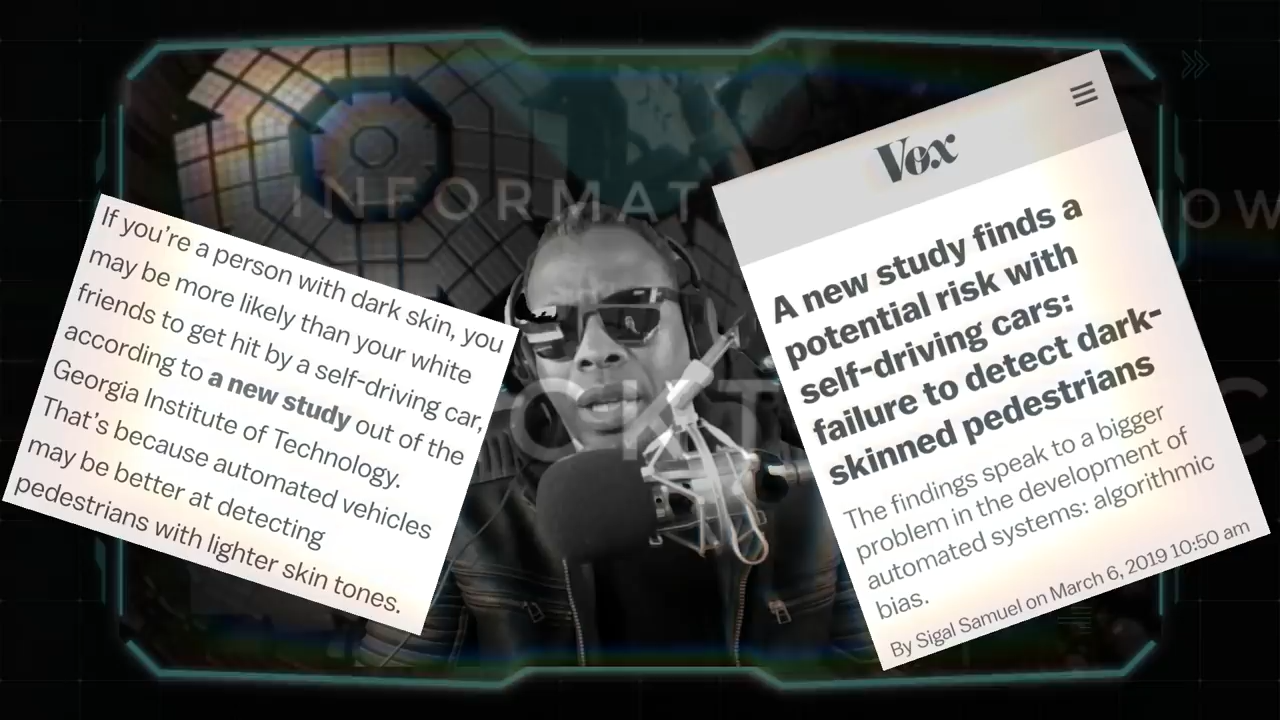 If you're a person with dark skin, you
may be more likely than your white
friends to get hit by a self-driving car,
according to a new study out of the
Georgia Institute of Technology.
That's because automated vehicles
may be better at detecting
pedestrians with lighter skin tones.
Vox
A new study finds a
potential risk with
self-driving cars:
failure to detect dark-
skinned pedestrians
The findings speak to a bigger
problem in the development of
automated systems: algorithmic
bias.
By Sigal Samuel on March 6, 2019 10:50 am
INFORMATI
OW
OCKT
C